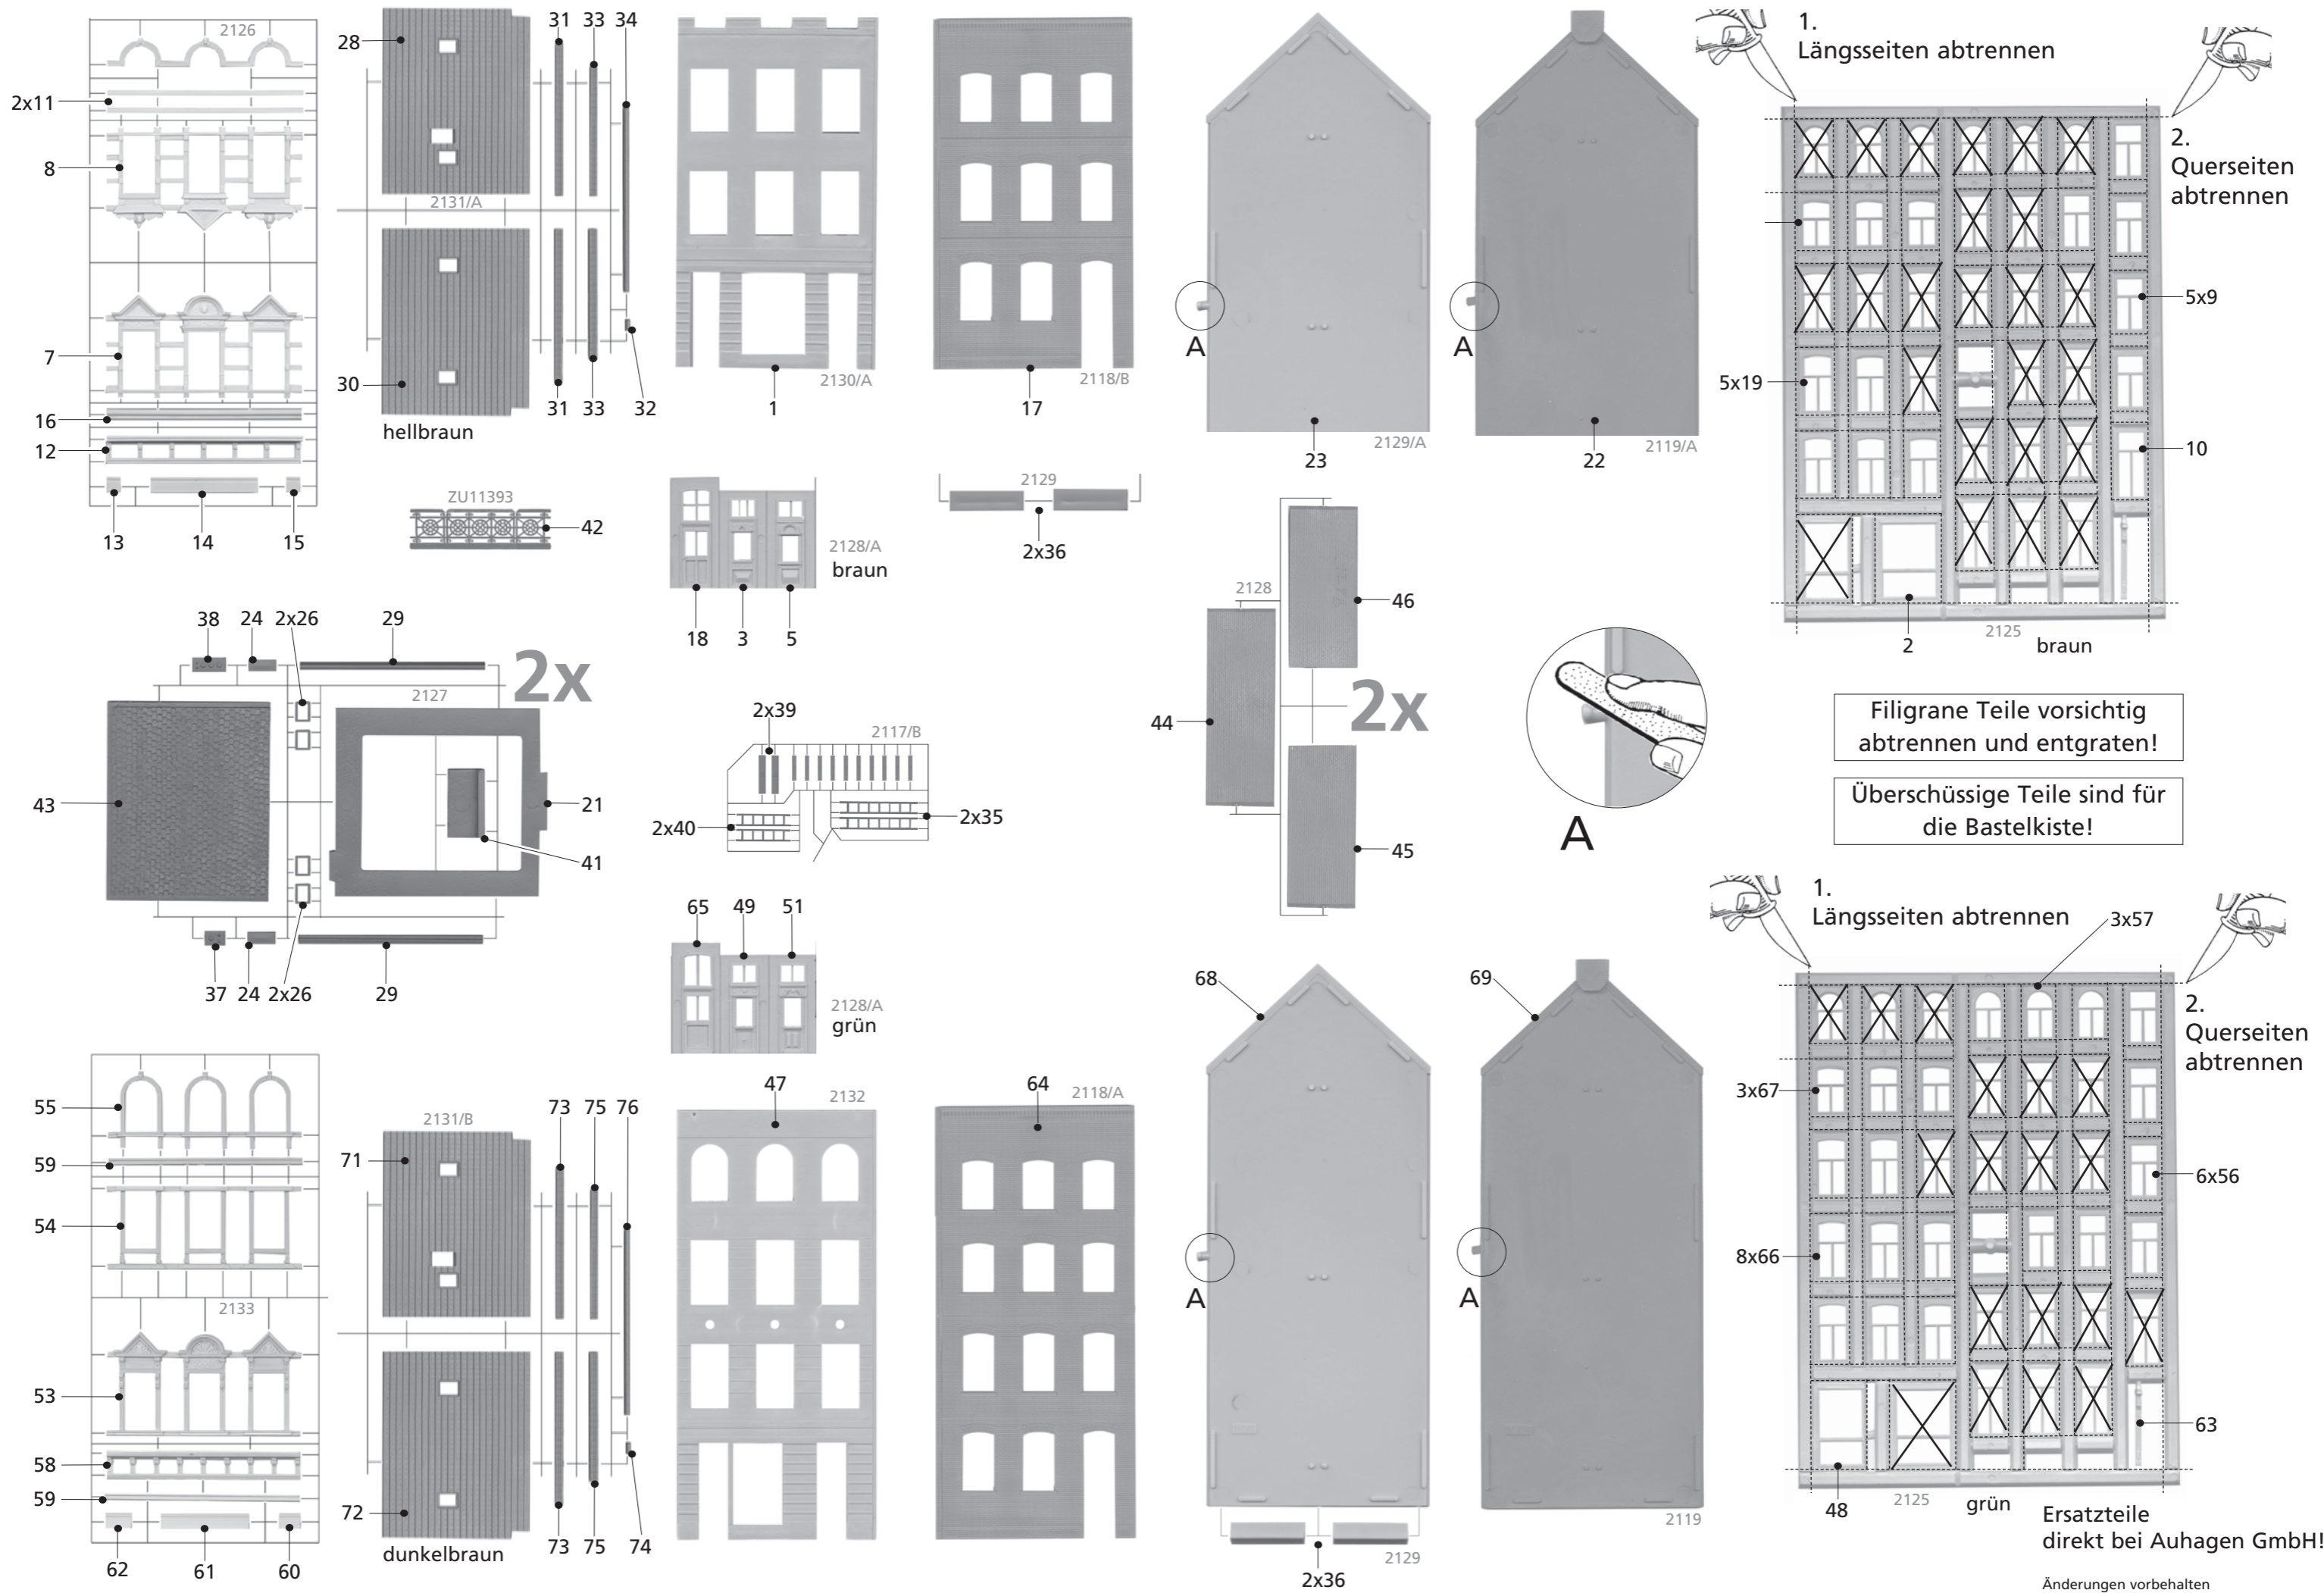 2126
2x11
8
7
16
12
13
14
15
28
31
33
34
2131/A
30
31
33
32
hellbraun
ZU11393
42
1
2130/A
17
2118/B
2128/A
braun
18
3
5
2129
2x36
A
23
2129/A
A
22
2119/A
1.
Längsseiten abtrennen
2.
Querseiten
abtrennen
5x9
5x19
10
2
2125
braun
38
24
2x26
29
2x
2127
43
21
41
37
24
2x26
29
2x39
2117/B
2x40
2x35
65
49
51
2128/A
grün
2128
46
44
2x
45
A
Filigrane Teile vorsichtig
abtrennen und entgraten!
Überschüssige Teile sind für
die Bastelkiste!
55
59
54
2133
53
58
59
62
61
60
2131/B
71
73
75
76
72
73
75
74
dunkelbraun
47
2132
64
2118/A
68
A
2129
2x36
69
A
2119
1.
Längsseiten abtrennen
3x57
2.
Querseiten
abtrennen
3x67
6x56
8x66
63
48
2125
grün
Ersatzteile
direkt bei Auhagen GmbH!
Änderungen vorbehalten